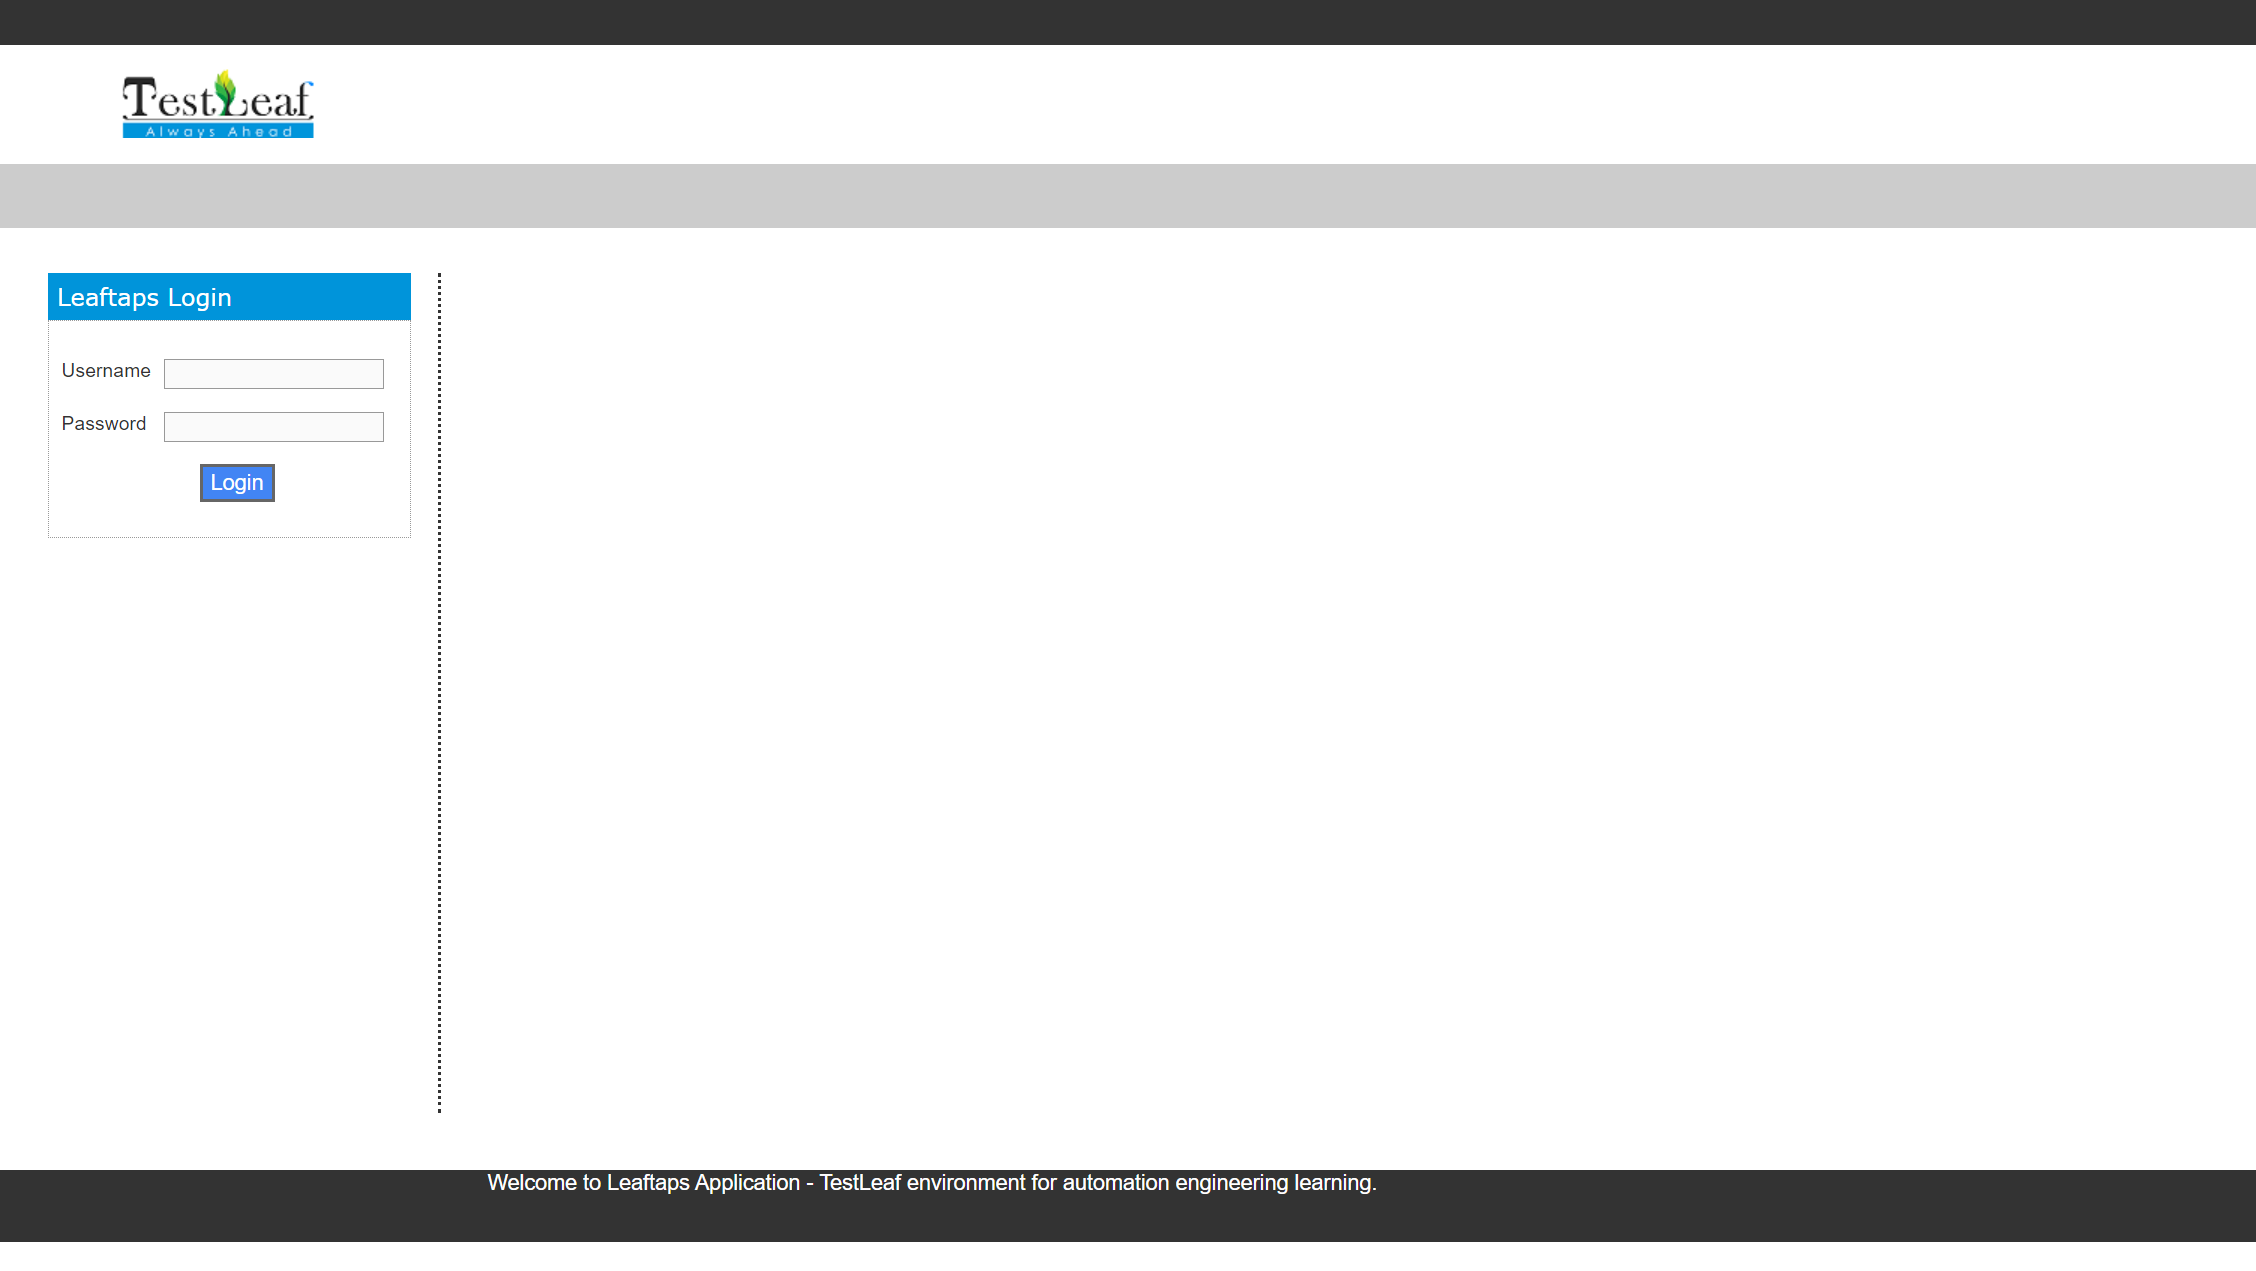 TestLeaf
Always Ahead
Leaftaps Login
Username
Password
Login
Welcome to Leaftaps Application - TestLeaf environment for automation engineering learning.